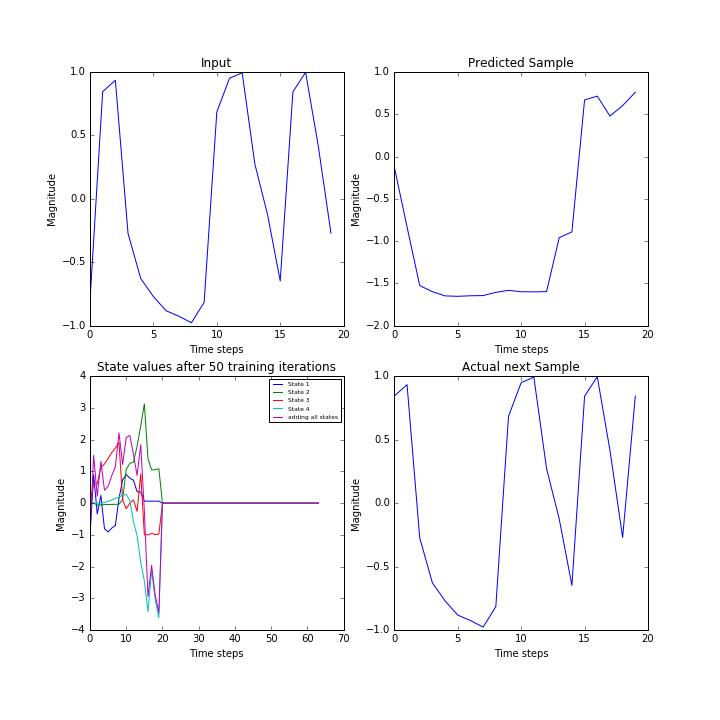 Input
1.0
0.5
0.0
−0.5
−1.0
Magnitude
0 5 10 15 20
Time steps
Predicted Sample
1.0
0.5
0.0
−0.5
−1.0
−1.5
−2.0
Magnitude
0 5 10 15 20
Time steps
State values after 50 training iterations
4
3
2
1
0
−1
−2
−3
−4
Magnitude
State 1
State 2
State 3
State 4
adding all states
0 10 20 30 40 50 60 70
Time steps
Actual next Sample
1.0
0.5
0.0
−0.5
−1.0
Magnitude
0 5 10 15 20
Time steps